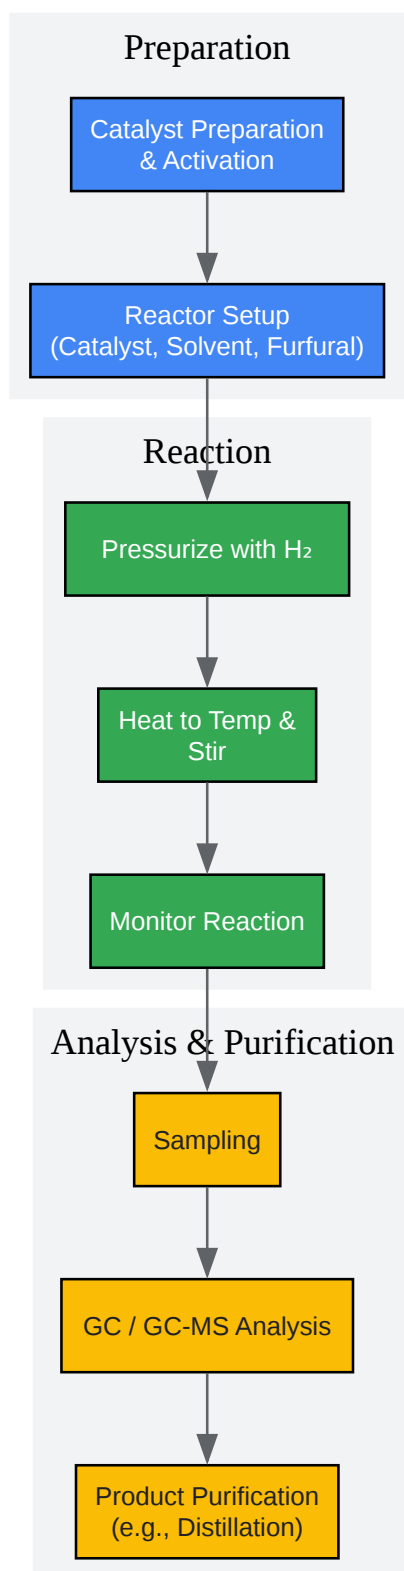 Preparation
Catalyst Preparation
& Activation
Reactor Setup
(Catalyst, Solvent, Furfural)
Reaction
Pressurize with H₂
Heat to Temp &
Stir
Monitor Reaction
Analysis & Purification
Sampling
GC / GC-MS Analysis
Product Purification
(e.g., Distillation)